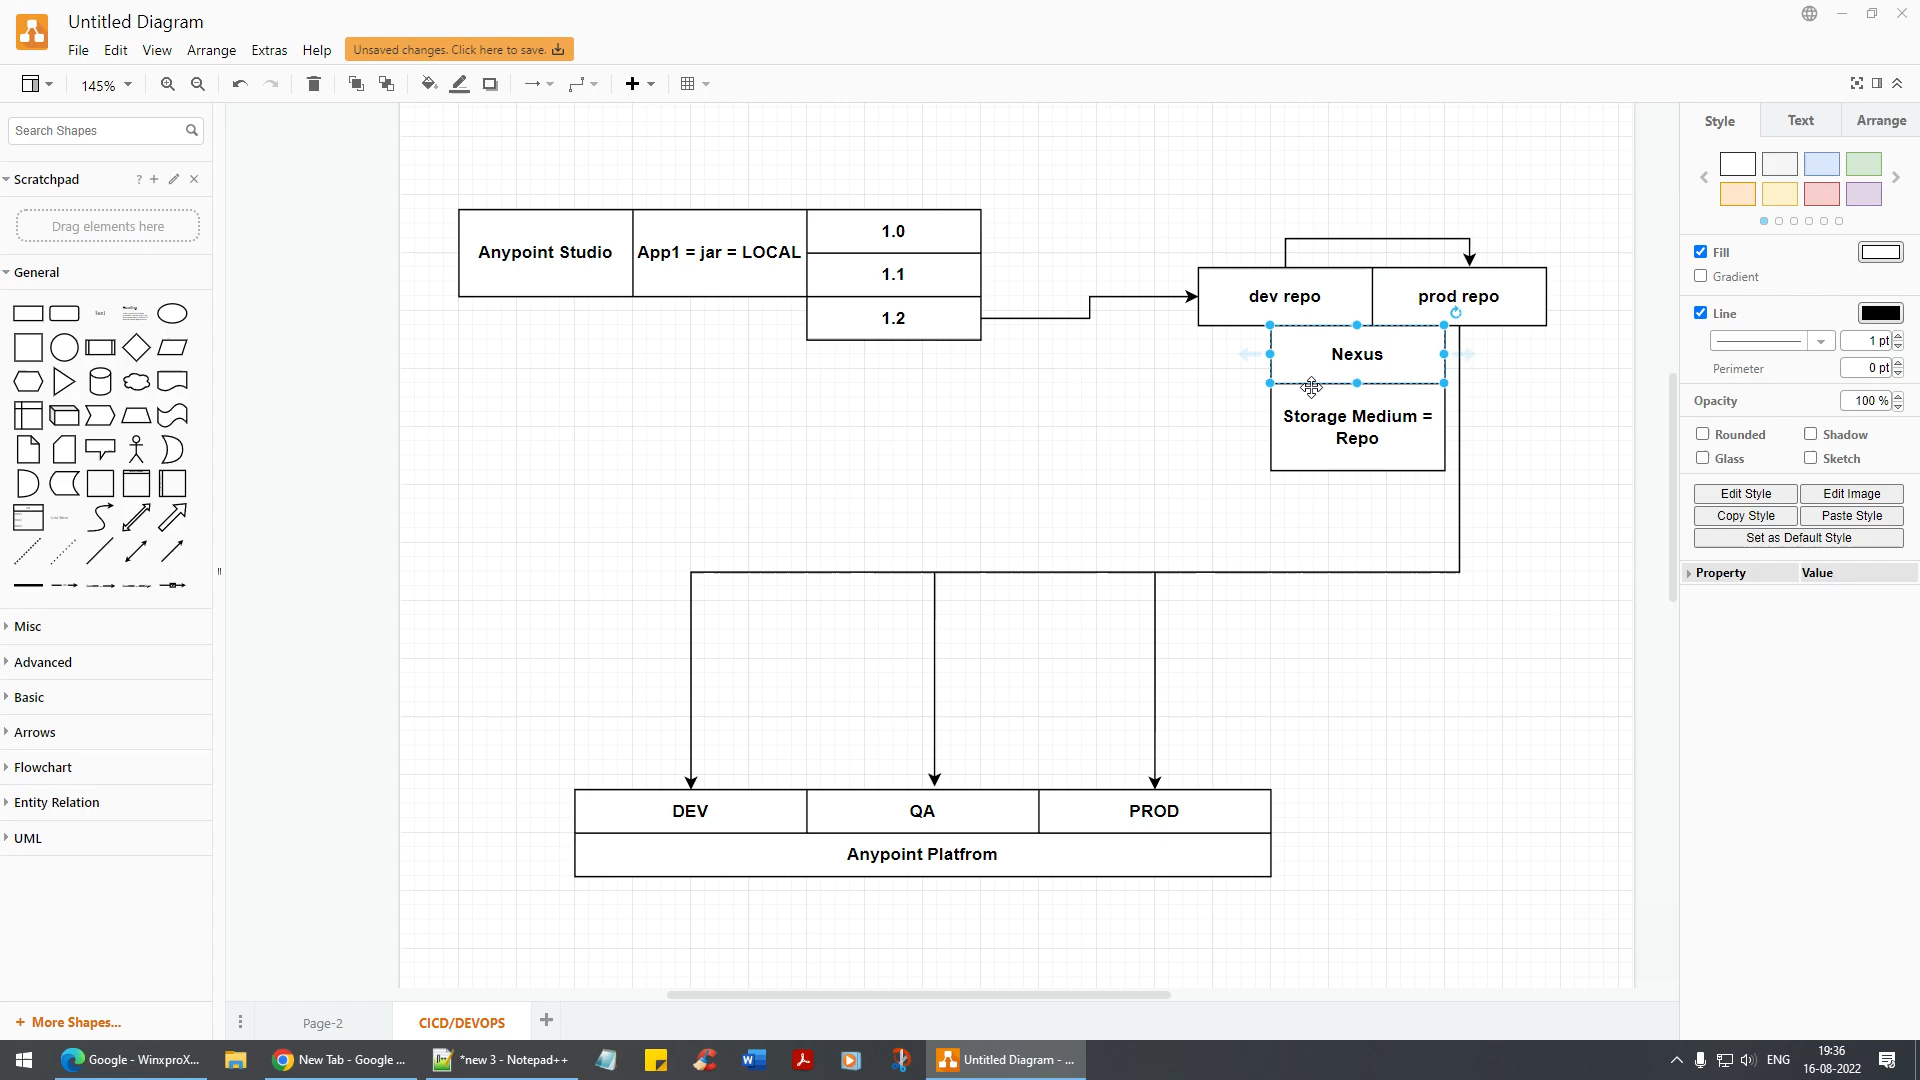 Untitled Diagram
File Edit View Arrange Extras Help Unsaved changes. Click here to save.
145%
Search Shapes
Scratchpad ?
Drag elements here
General
Text
Heading
List Item
Misc
Advanced
Basic
Arrows
Flowchart
Entity Relation
UML
+ More Shapes...
Anypoint Studio
App1 = jar = LOCAL
1.0
1.1
1.2
dev repo
prod repo
Nexus
Storage Medium =
Repo
DEV
QA
PROD
Anypoint Platfrom
Style Text Arrange
Fill
Gradient
Line
1 pt
Perimeter 0 pt
Opacity 100 %
Rounded Shadow
Glass Sketch
Edit Style Edit Image
Copy Style Paste Style
Set as Default Style
Property Value
Page-2 CICD/DEVOPS
Google - WinxproX... New Tab - Google ... *new 3 - Notepad++ Untitled Diagram - ... ENG
19:36
16-08-2022